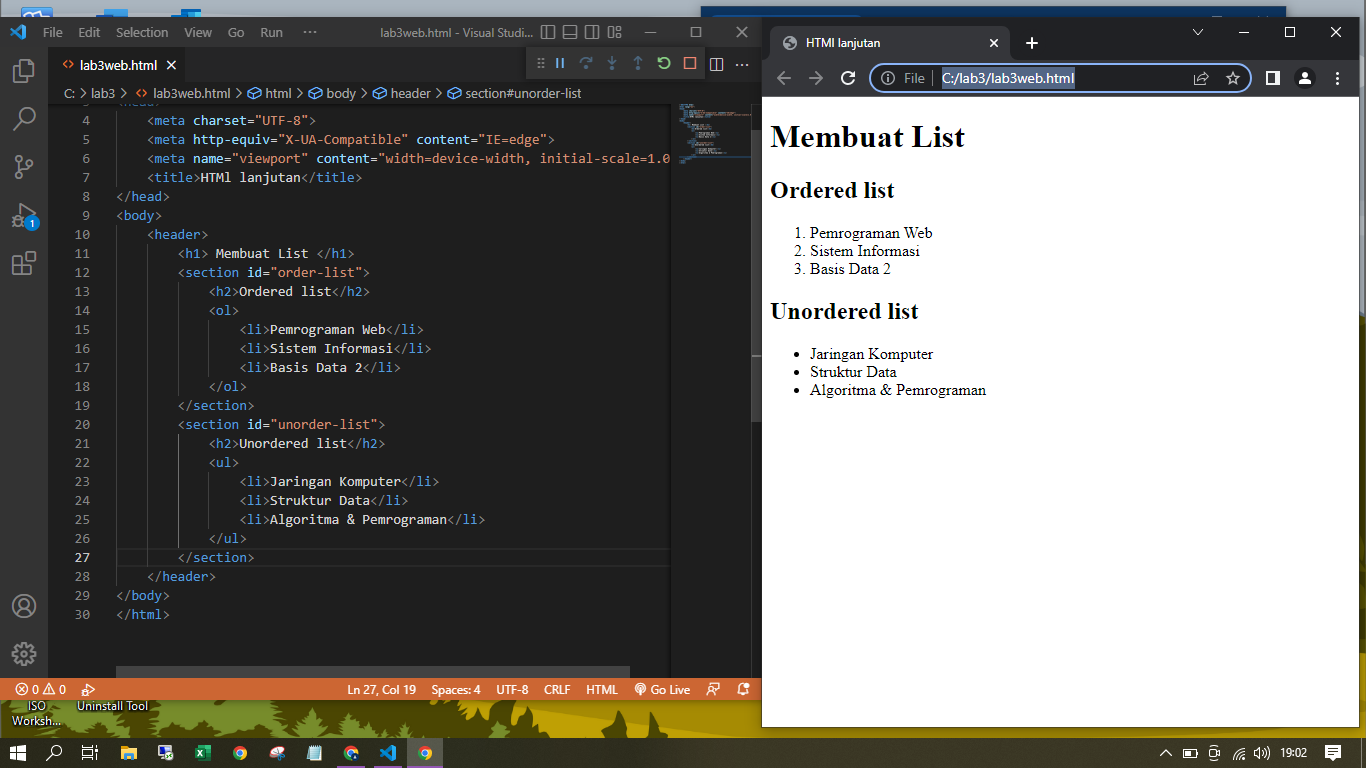 File Edit Selection View Go Run ··· lab3web.html - Visual Studi...
lab3web.html
C: > lab3 > lab3web.html > html > body > header > section#unorder-list
4 <meta charset="UTF-8">
5 <meta http-equiv="X-UA-Compatible" content="IE=edge">
6 <meta name="viewport" content="width=device-width, initial-scale=1.0
7 <title>HTMl lanjutan</title>
8 </head>
9 <body>
10 <header>
11 <h1> Membuat List </h1>
12 <section id="order-list">
13 <h2>Ordered list</h2>
14 <ol>
15 <li>Pemrograman Web</li>
16 <li>Sistem Informasi</li>
17 <li>Basis Data 2</li>
18 </ol>
19 </section>
20 <section id="unorder-list">
21 <h2>Unordered list</h2>
22 <ul>
23 <li>Jaringan Komputer</li>
24 <li>Struktur Data</li>
25 <li>Algoritma & Pemrograman</li>
26 </ul>
27 </section>
28 </header>
29 </body>
30 </html>
1
0 0 Ln 27, Col 19 Spaces: 4 UTF-8 CRLF HTML Go Live
HTMl lanjutan
File C:/lab3/lab3web.html
Membuat List
Ordered list
1. Pemrograman Web
2. Sistem Informasi
3. Basis Data 2
Unordered list
• Jaringan Komputer
• Struktur Data
• Algoritma & Pemrograman
ISO
Worksh...
Uninstall Tool
19:02